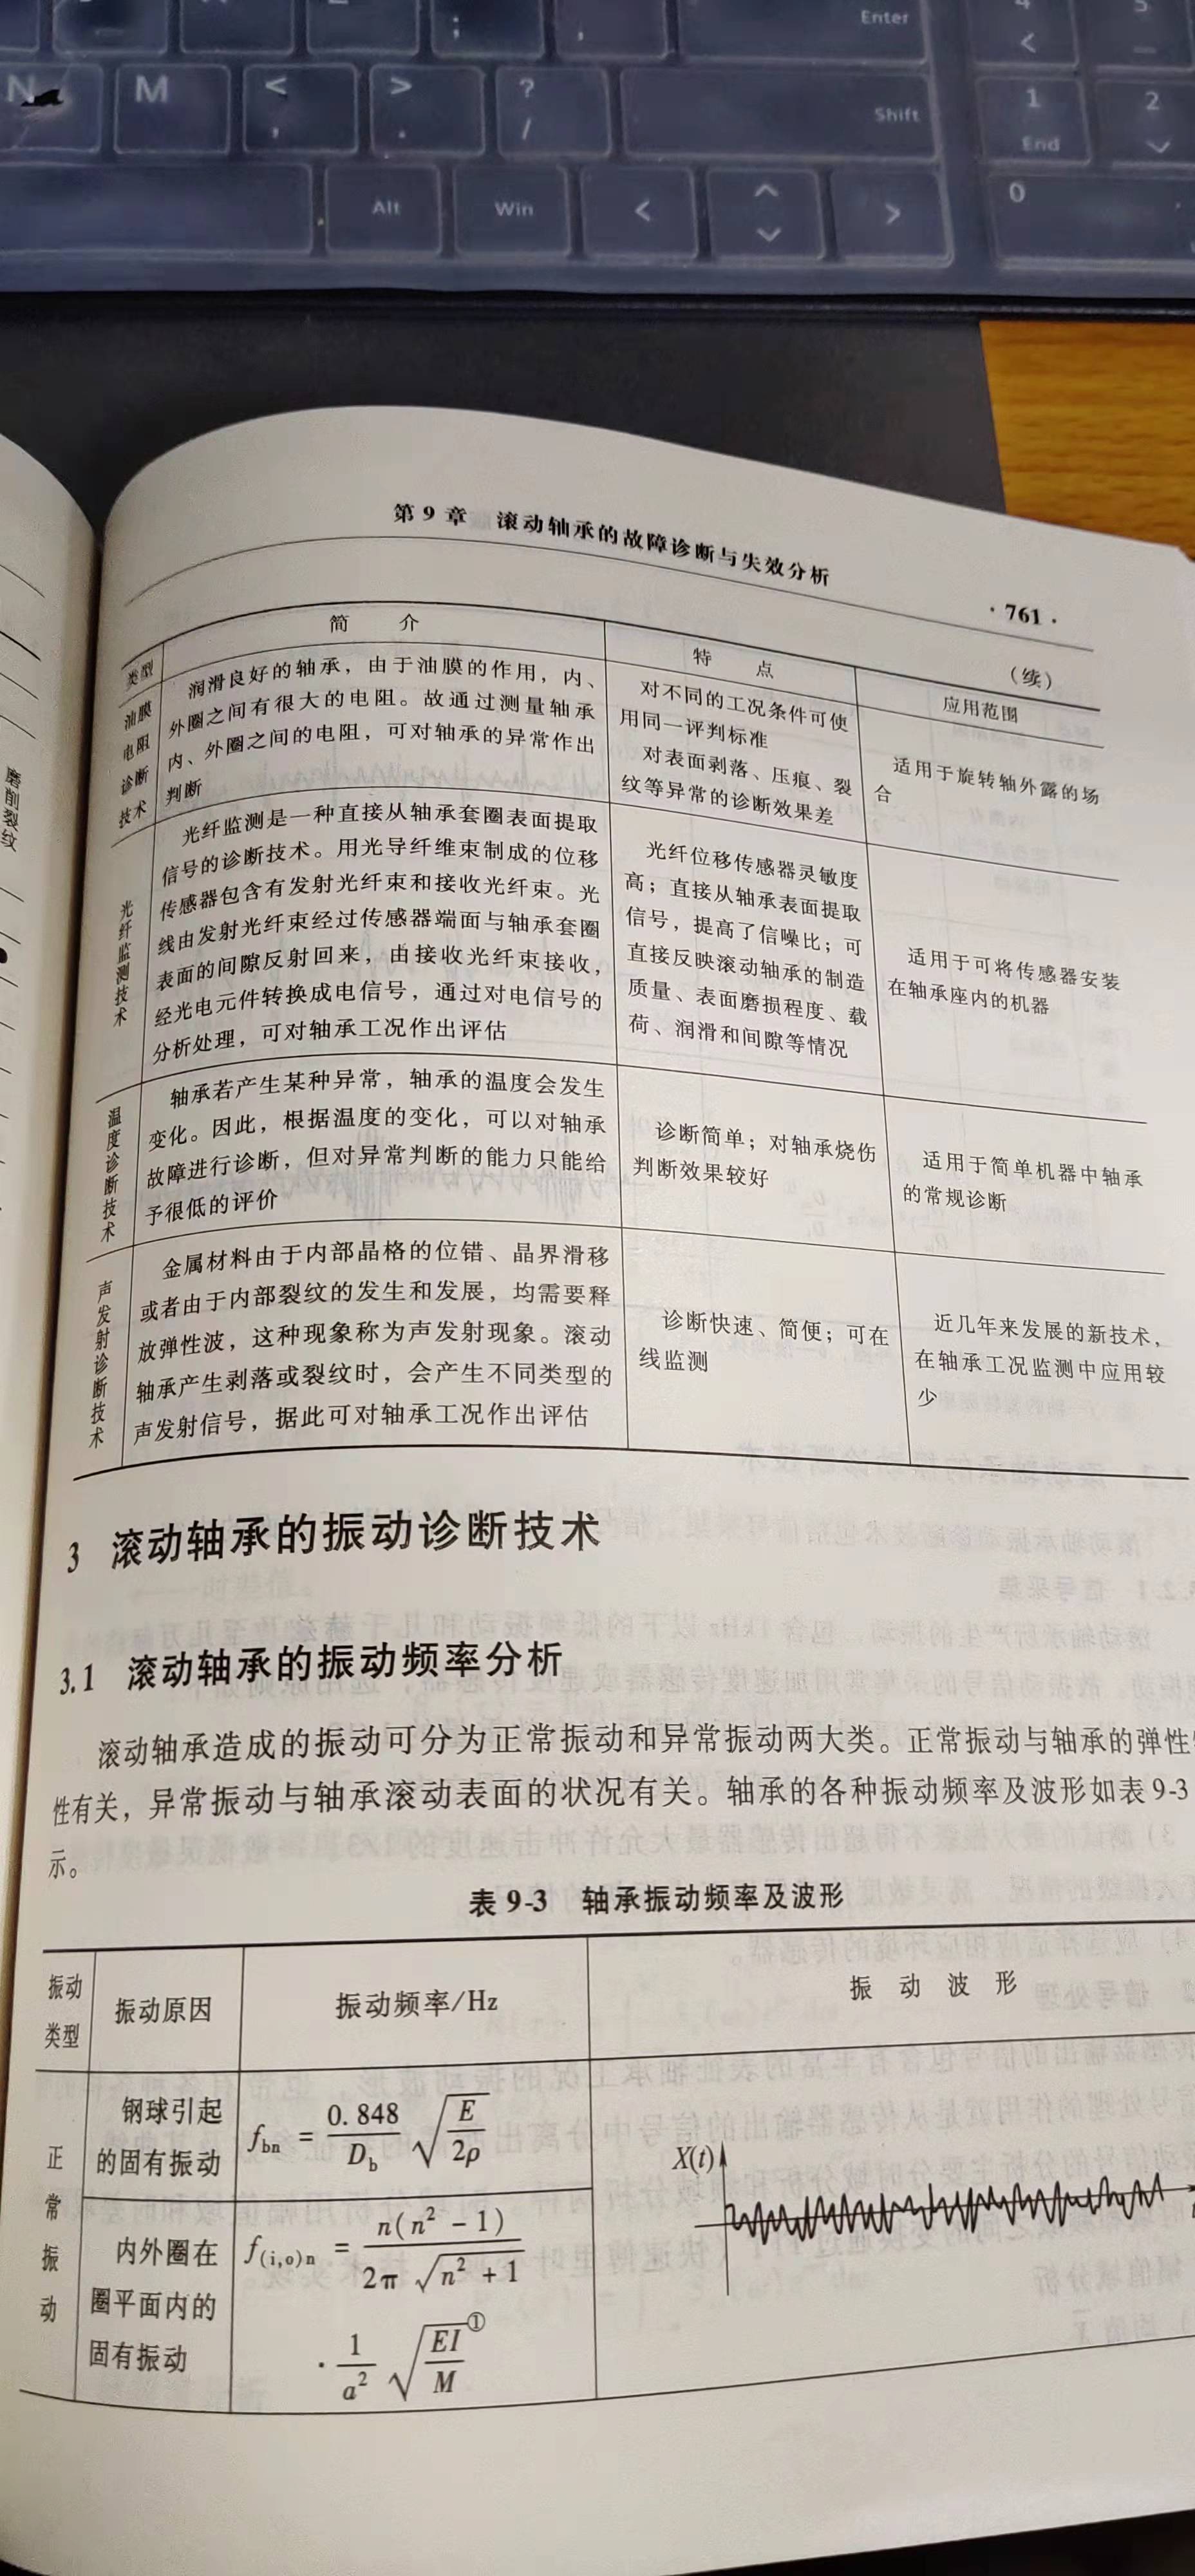 Enter
4
5
N
M
<
,
>
.
?
/
Shift
1
End
2
Alt
Win
0
磨削裂纹
第9章 滚动轴承的故障诊断与失效分析
·761·
(续)
类型
简 介
特 点
应用范围
油膜
电阻
诊断
技术
润滑良好的轴承，由于油膜的作用，内、
外圈之间有很大的电阻。故通过测量轴承
内、外圈之间的电阻，可对轴承的异常作出
判断
对不同的工况条件可使
用同一评判标准
对表面剥落、压痕、裂
纹等异常的诊断效果差
适用于旋转轴外露的场
合
光纤监测技术
光纤监测是一种直接从轴承套圈表面提取
信号的诊断技术。用光导纤维束制成的位移
传感器包含有发射光纤束和接收光纤束。光
线由发射光纤束经过传感器端面与轴承套圈
表面的间隙反射回来，由接收光纤束接收，
经光电元件转换成电信号，通过对电信号的
分析处理，可对轴承工况作出评估
光纤位移传感器灵敏度
高；直接从轴承表面提取
信号，提高了信噪比；可
直接反映滚动轴承的制造
质量、表面磨损程度、载
荷、润滑和间隙等情况
适用于可将传感器安装
在轴承座内的机器
温度诊断技术
轴承若产生某种异常，轴承的温度会发生
变化。因此，根据温度的变化，可以对轴承
故障进行诊断，但对异常判断的能力只能给
予很低的评价
诊断简单；对轴承烧伤
判断效果较好
适用于简单机器中轴承
的常规诊断
声发射诊断技术
金属材料由于内部晶格的位错、晶界滑移
或者由于内部裂纹的发生和发展，均需要释
放弹性波，这种现象称为声发射现象。滚动
轴承产生剥落或裂纹时，会产生不同类型的
声发射信号，据此可对轴承工况作出评估
诊断快速、简便；可在
线监测
近几年来发展的新技术，
在轴承工况监测中应用较
少
3 滚动轴承的振动诊断技术
3.1 滚动轴承的振动频率分析
滚动轴承造成的振动可分为正常振动和异常振动两大类。正常振动与轴承的弹性
性有关，异常振动与轴承滚动表面的状况有关。轴承的各种振动频率及波形如表9-3
示。
表9-3 轴承振动频率及波形
振动
类型
振动原因
振动频率/Hz
振动波形
正常振动
钢球引起
的固有振动
f_bn = 0.848/D_b √(E/2ρ)
内外圈在
圈平面内的
固有振动
f_(i,o)n = n(n² − 1)/(2π √(n² + 1))
· 1/a² √(EI/M) ①
X(t)